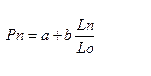 Pn = a + b Ln/Lo